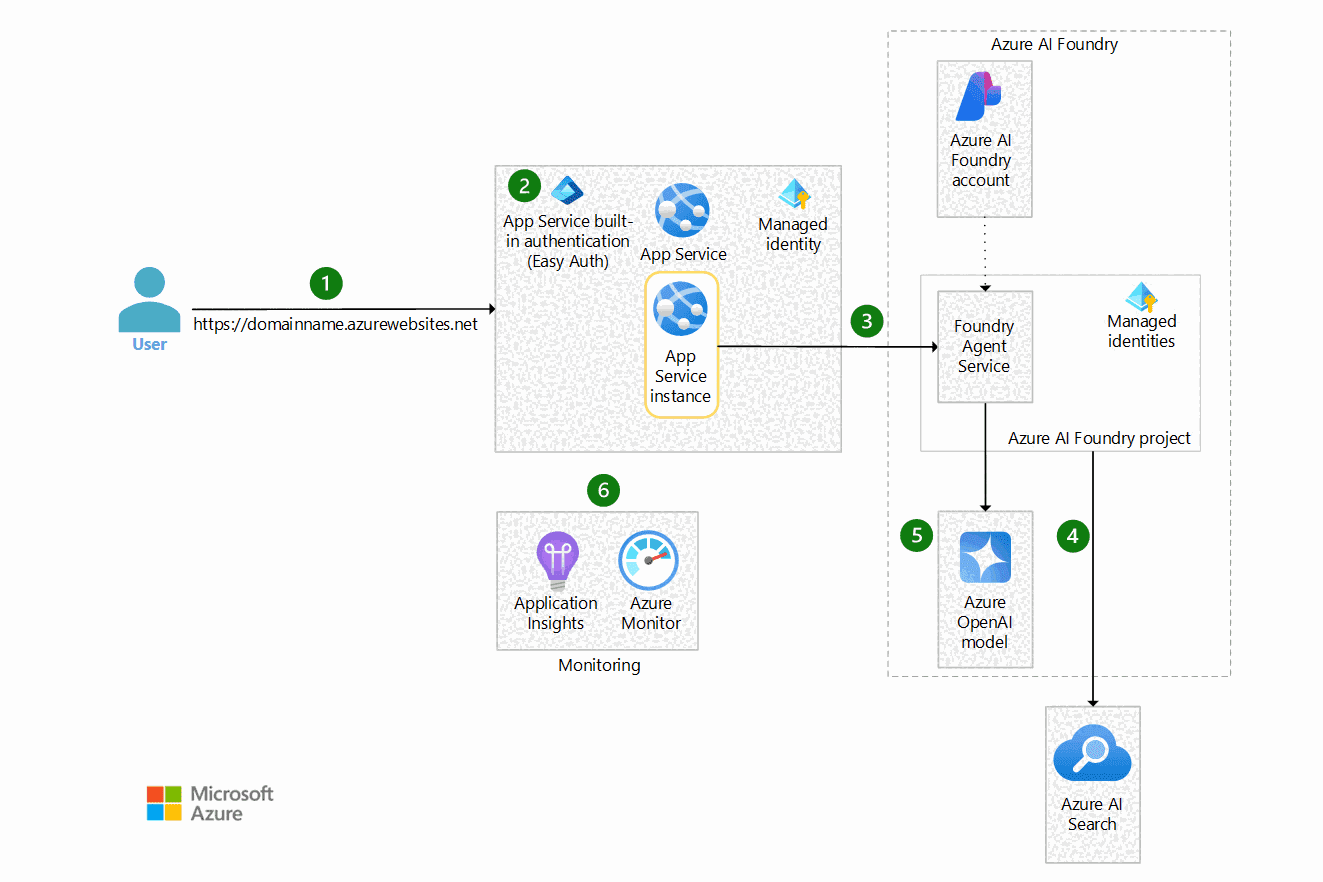 Azure AI Foundry
Azure AI
Foundry
account
2
App Service built-
in authentication
(Easy Auth)
App Service
Managed
identity
1
https://domainname.azurewebsites.net
User
App
Service
instance
3
Foundry
Agent
Service
Managed
identities
Azure AI Foundry project
6
Application
Insights
Azure
Monitor
Monitoring
5
Azure
OpenAI
model
4
Azure AI
Search
Microsoft
Azure